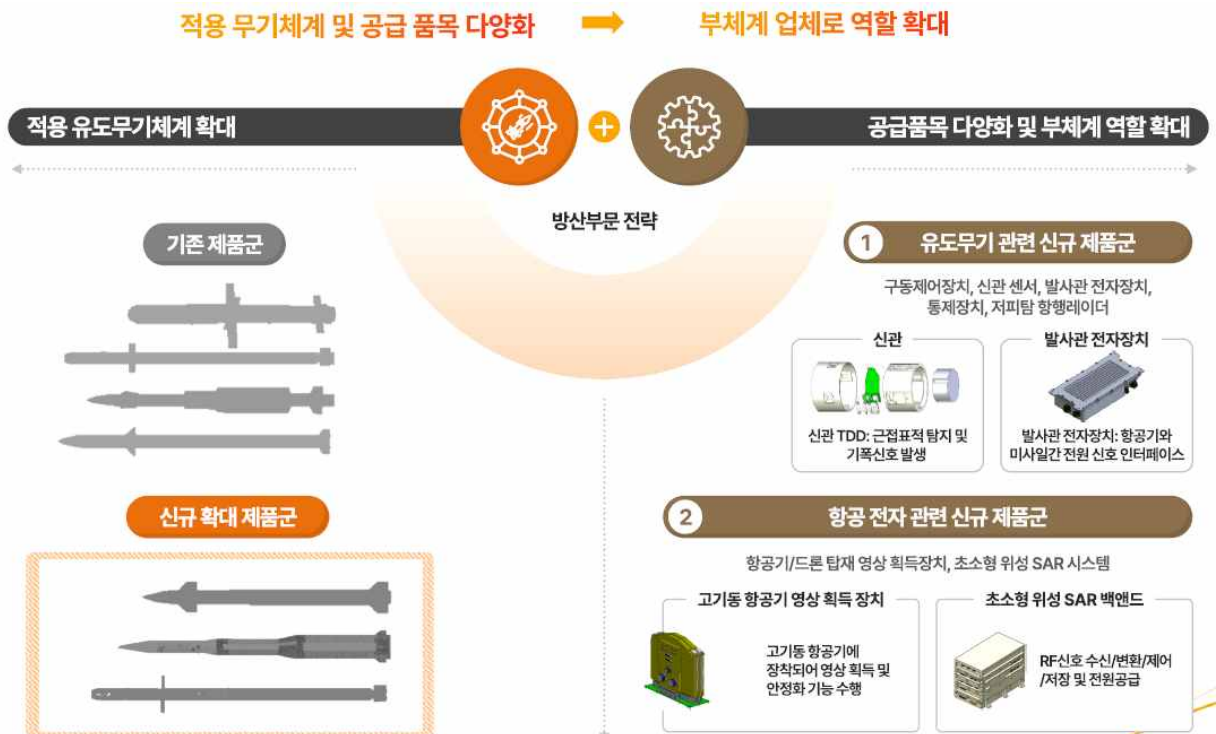 적용 무기체계 및 공급 품목 다양화
부체계 업체로 역할 확대
적용 유도무기체계 확대
공급품목 다양화 및 부체계 역할 확대
방산부문 전략
기존 제품군
신규 확대 제품군
1 유도무기 관련 신규 제품군
구동제어장치, 신관 센서, 발사관 전자장치,
통제장치, 저피탐 항행레이더
신관
신관 TDD: 근접표적 탐지 및
기폭신호 발생
발사관 전자장치
발사관 전자장치: 항공기와
미사일간 전원 신호 인터페이스
2 항공 전자 관련 신규 제품군
항공기/드론 탑재 영상 획득장치, 초소형 위성 SAR 시스템
고기동 항공기 영상 획득 장치
고기동 항공기에
장착되어 영상 획득 및
안정화 기능 수행
초소형 위성 SAR 백앤드
RF신호 수신/변환/제어
/저장 및 전원공급